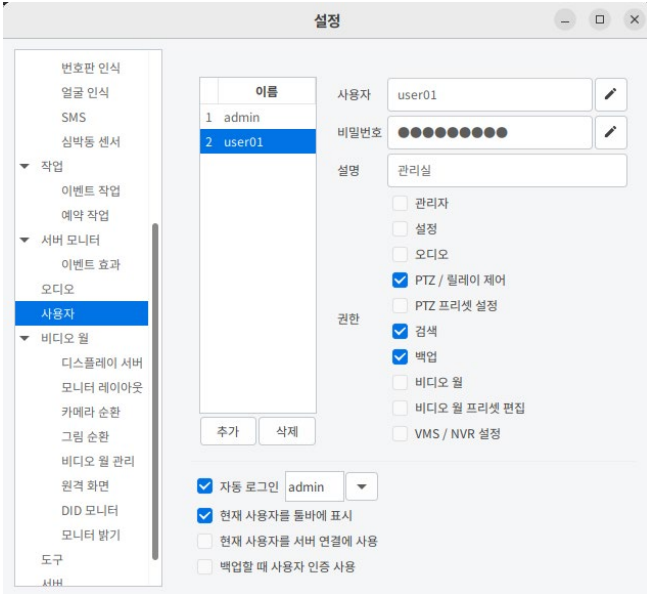 설정
번호판 인식
얼굴 인식
SMS
심박동 센서
작업
이벤트 작업
예약 작업
서버 모니터
이벤트 효과
오디오
사용자
비디오 월
디스플레이 서버
모니터 레이아웃
카메라 순환
그림 순환
비디오 월 관리
원격 화면
DID 모니터
모니터 밝기
도구
서버
이름
1 admin
2 user01
추가 삭제
사용자 user01
비밀번호 ●●●●●●●●●
설명 관리실
권한
관리자
설정
오디오
PTZ / 릴레이 제어
PTZ 프리셋 설정
검색
백업
비디오 월
비디오 월 프리셋 편집
VMS / NVR 설정
자동 로그인 admin
현재 사용자를 툴바에 표시
현재 사용자를 서버 연결에 사용
백업할 때 사용자 인증 사용